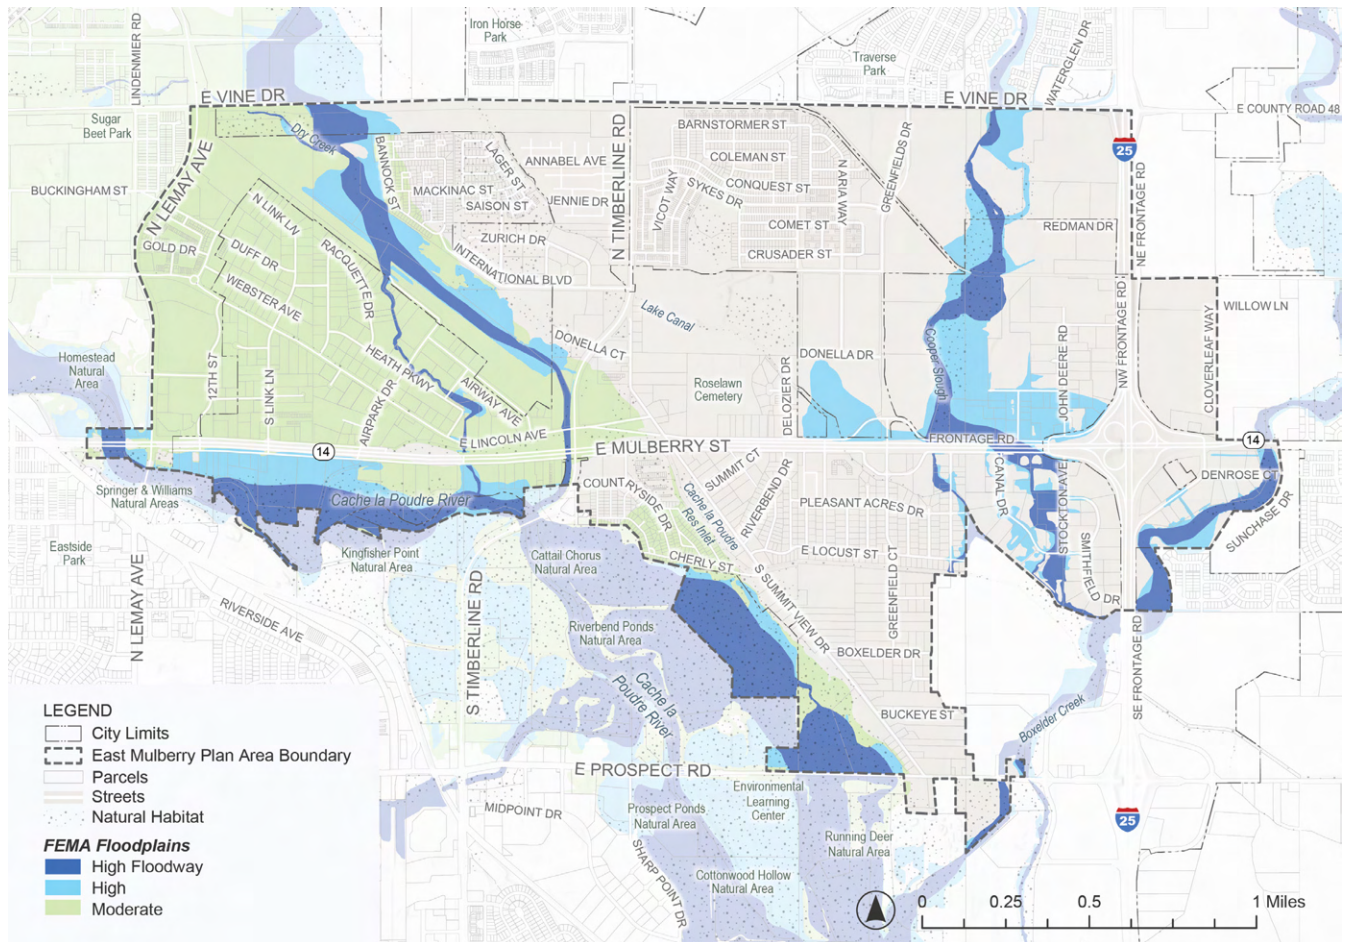 Iron Horse
Park
Traverse
Park
LINDENMIER RD
WATERGLEN DR
E VINE DR
E VINE DR
E COUNTY ROAD 48
Sugar
Beet Park
Dry Creek
BANNOCK ST
LAGER ST
N TIMBERLINE RD
BARNSTORMER ST
25
N LEMAY AVE
ANNABEL AVE
COLEMAN ST
N ARIA WAY
GREENFIELDS DR
NE FRONTAGE RD
BUCKINGHAM ST
MACKINAC ST
SAISON ST
JENNIE DR
VICOT WAY
SYKES DR
CONQUEST ST
N LINK LN
COMET ST
REDMAN DR
GOLD DR
DUFF DR
RACQUETTE DR
ZURICH DR
INTERNATIONAL BLVD
CRUSADER ST
WEBSTER AVE
Lake Canal
NW FRONTAGE RD
WILLOW LN
CLOVERLEAF WAY
Homestead
Natural
Area
12TH ST
S LINK LN
HEATH PKWY
AIRPARK DR
AIRWAY AVE
DONELLA CT
DONELLA DR
DELOZIER DR
Cooper Slough
JOHN DEERE RD
Roselawn
Cemetery
E LINCOLN AVE
E MULBERRY ST
FRONTAGE RD
14
14
Springer & Williams
Natural Areas
Cache la Poudre River
COUNTRYSIDE DR
SUMMIT CT
RIVERBEND DR
Cache la Poudre
Res Inlet
CANAL DR
STOCKTON AVE
DENROSE CT
SUNCHASE DR
PLEASANT ACRES DR
Eastside
Park
Kingfisher Point
Natural Area
Cattail Chorus
Natural Area
CHERLY ST
E LOCUST ST
GREENFIELD CT
SMITHFIELD DR
N LEMAY AVE
RIVERSIDE AVE
S TIMBERLINE RD
S SUMMIT VIEW DR
Riverbend Ponds
Natural Area
BOXELDER DR
SE FRONTAGE RD
Cache la
Poudre River
BUCKEYE ST
Boxelder Creek
E PROSPECT RD
MIDPOINT DR
Prospect Ponds
Natural Area
Environmental
Learning
Center
SHARP POINT DR
Running Deer
Natural Area
Cottonwood Hollow
Natural Area
25
LEGEND
City Limits
East Mulberry Plan Area Boundary
Parcels
Streets
Natural Habitat
FEMA Floodplains
High Floodway
High
Moderate
0 0.25 0.5 1 Miles